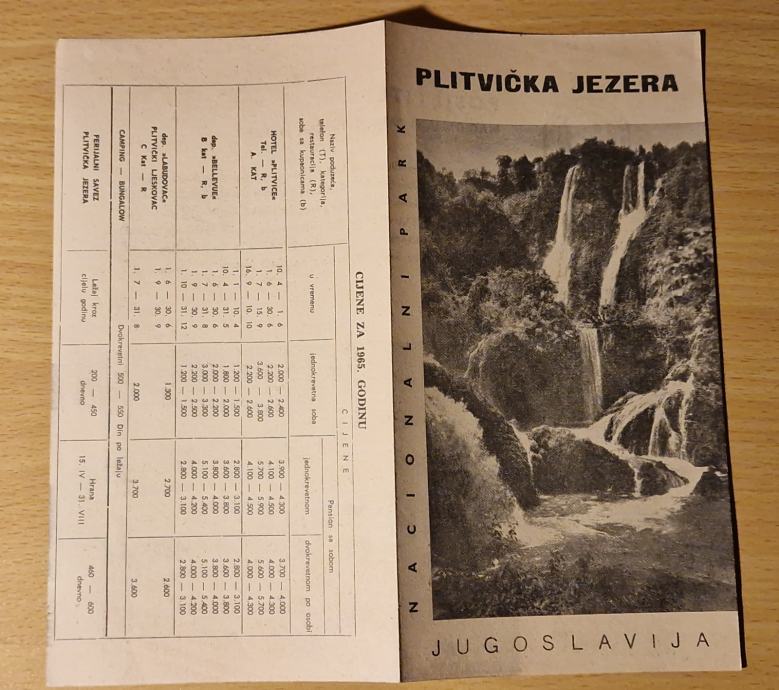 PLITVIČKA JEZERA
NACIONALNI PARK
JUGOSLAVIJA
CIJENE ZA 1965. GODINU
CIJENE
Naziv poduzeća,
telefon (T), kategorija,
restauracija (R),
soba sa kupaonicama (b)
u vremenu
jednokrevetna soba
Pansion sa sobom
jednokrevetnom dvokrevetnom po osobi
HOTEL »PLITVICE«
Tel. — R, b
A. KAT
10. 4 — 1. 6 2.000 — 2.400 3.900 — 4.300 3.700 — 4.000
1. 6 — 30. 6 2.200 — 2.600 4.100 — 4.500 4.000 — 4.300
1. 7 — 15. 9 3.600 — 3.800 5.700 — 5.900 5.600 — 5.700
16. 9 — 10. 10 2.200 — 2.600 4.100 — 4.500 4.000 — 4.300
dep. »BELLEVUE«
B kat — R, b
1. 1 — 10. 4 1.200 — 1.500 2.800 — 3.100 2.800 — 3.100
10. 4 — 31. 5 1.800 — 2.000 3.600 — 3.800 3.600 — 3.800
1. 6 — 30. 6 2.000 — 2.200 3.800 — 4.000 3.800 — 4.000
1. 7 — 31. 8 3.000 — 3.300 5.100 — 5.400 5.100 — 5.400
1. 9 — 30. 9 2.200 — 2.500 4.000 — 4.200 4.000 — 4.200
1. 10 — 31. 12 1.200 — 1.500 2.800 — 3.100 2.800 — 3.100
dep. »LABUDOVAC«
PLITVIČKI LJESKOVAC
C Kat — R
1. 6 — 30. 6
1. 9 — 30. 9 1.300 2.700 2.600
1. 7 — 31. 8 2.000 3.700 3.600
CAMPING — BUNGALOW Dvokrevetni 500 — 550 Din po ležaju
FERIJALNI SAVEZ
PLITVIČKA JEZERA
Ležaj kroz
cijelu godinu
200 — 450
dnevno
Hrana
15. IV — 31. VIII
460 — 600
dnevno